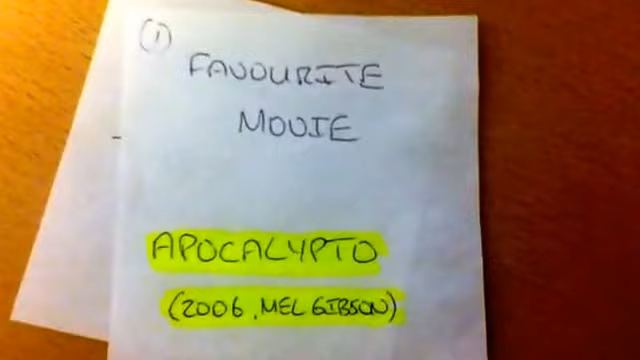 (1)
FAVOURITE
MOVIE
APOCALYPTO
(2006, MEL GIBSON)